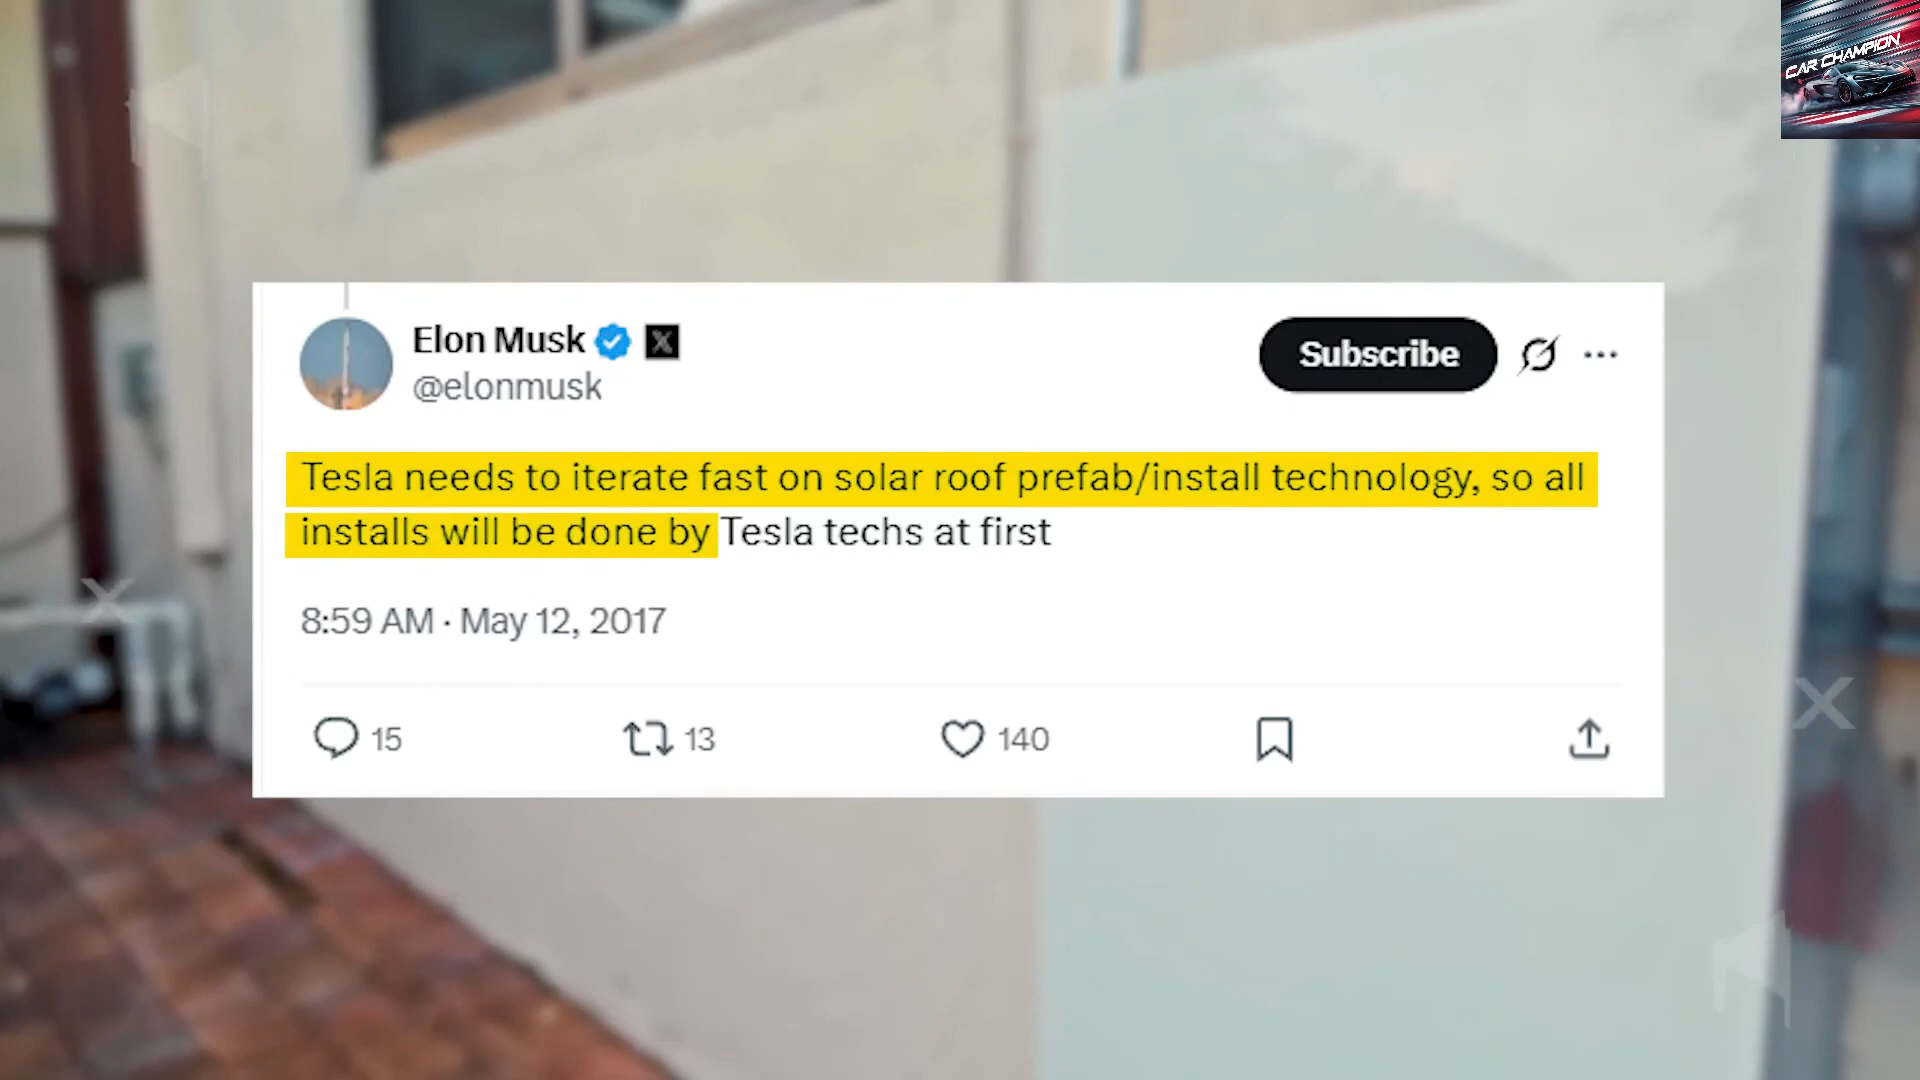 CAR CHAMPION
Elon Musk
@elonmusk
Subscribe
Tesla needs to iterate fast on solar roof prefab/install technology, so all
installs will be done by Tesla techs at first
8:59 AM · May 12, 2017
15
13
140